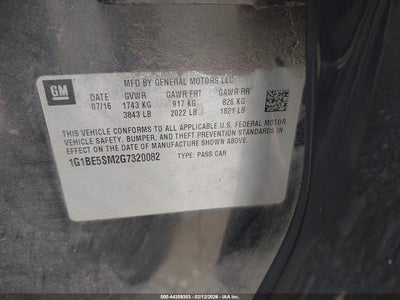 GM
MFD BY GENERAL MOTORS LLC
DATE GVWR GAWR FRT GAWR RR
07/16 1743 KG 917 KG 826 KG
3843 LB 2022 LB 1821 LB
THIS VEHICLE CONFORMS TO ALL APPLICABLE U.S. FEDERAL MOTOR
VEHICLE SAFETY, BUMPER, AND THEFT PREVENTION STANDARDS IN
EFFECT ON THE DATE OF MANUFACTURE SHOWN ABOVE.
1G1BE5SM2G7320082 TYPE: PASS CAR
000-44358303 - 02/12/2026 - IAA Inc.